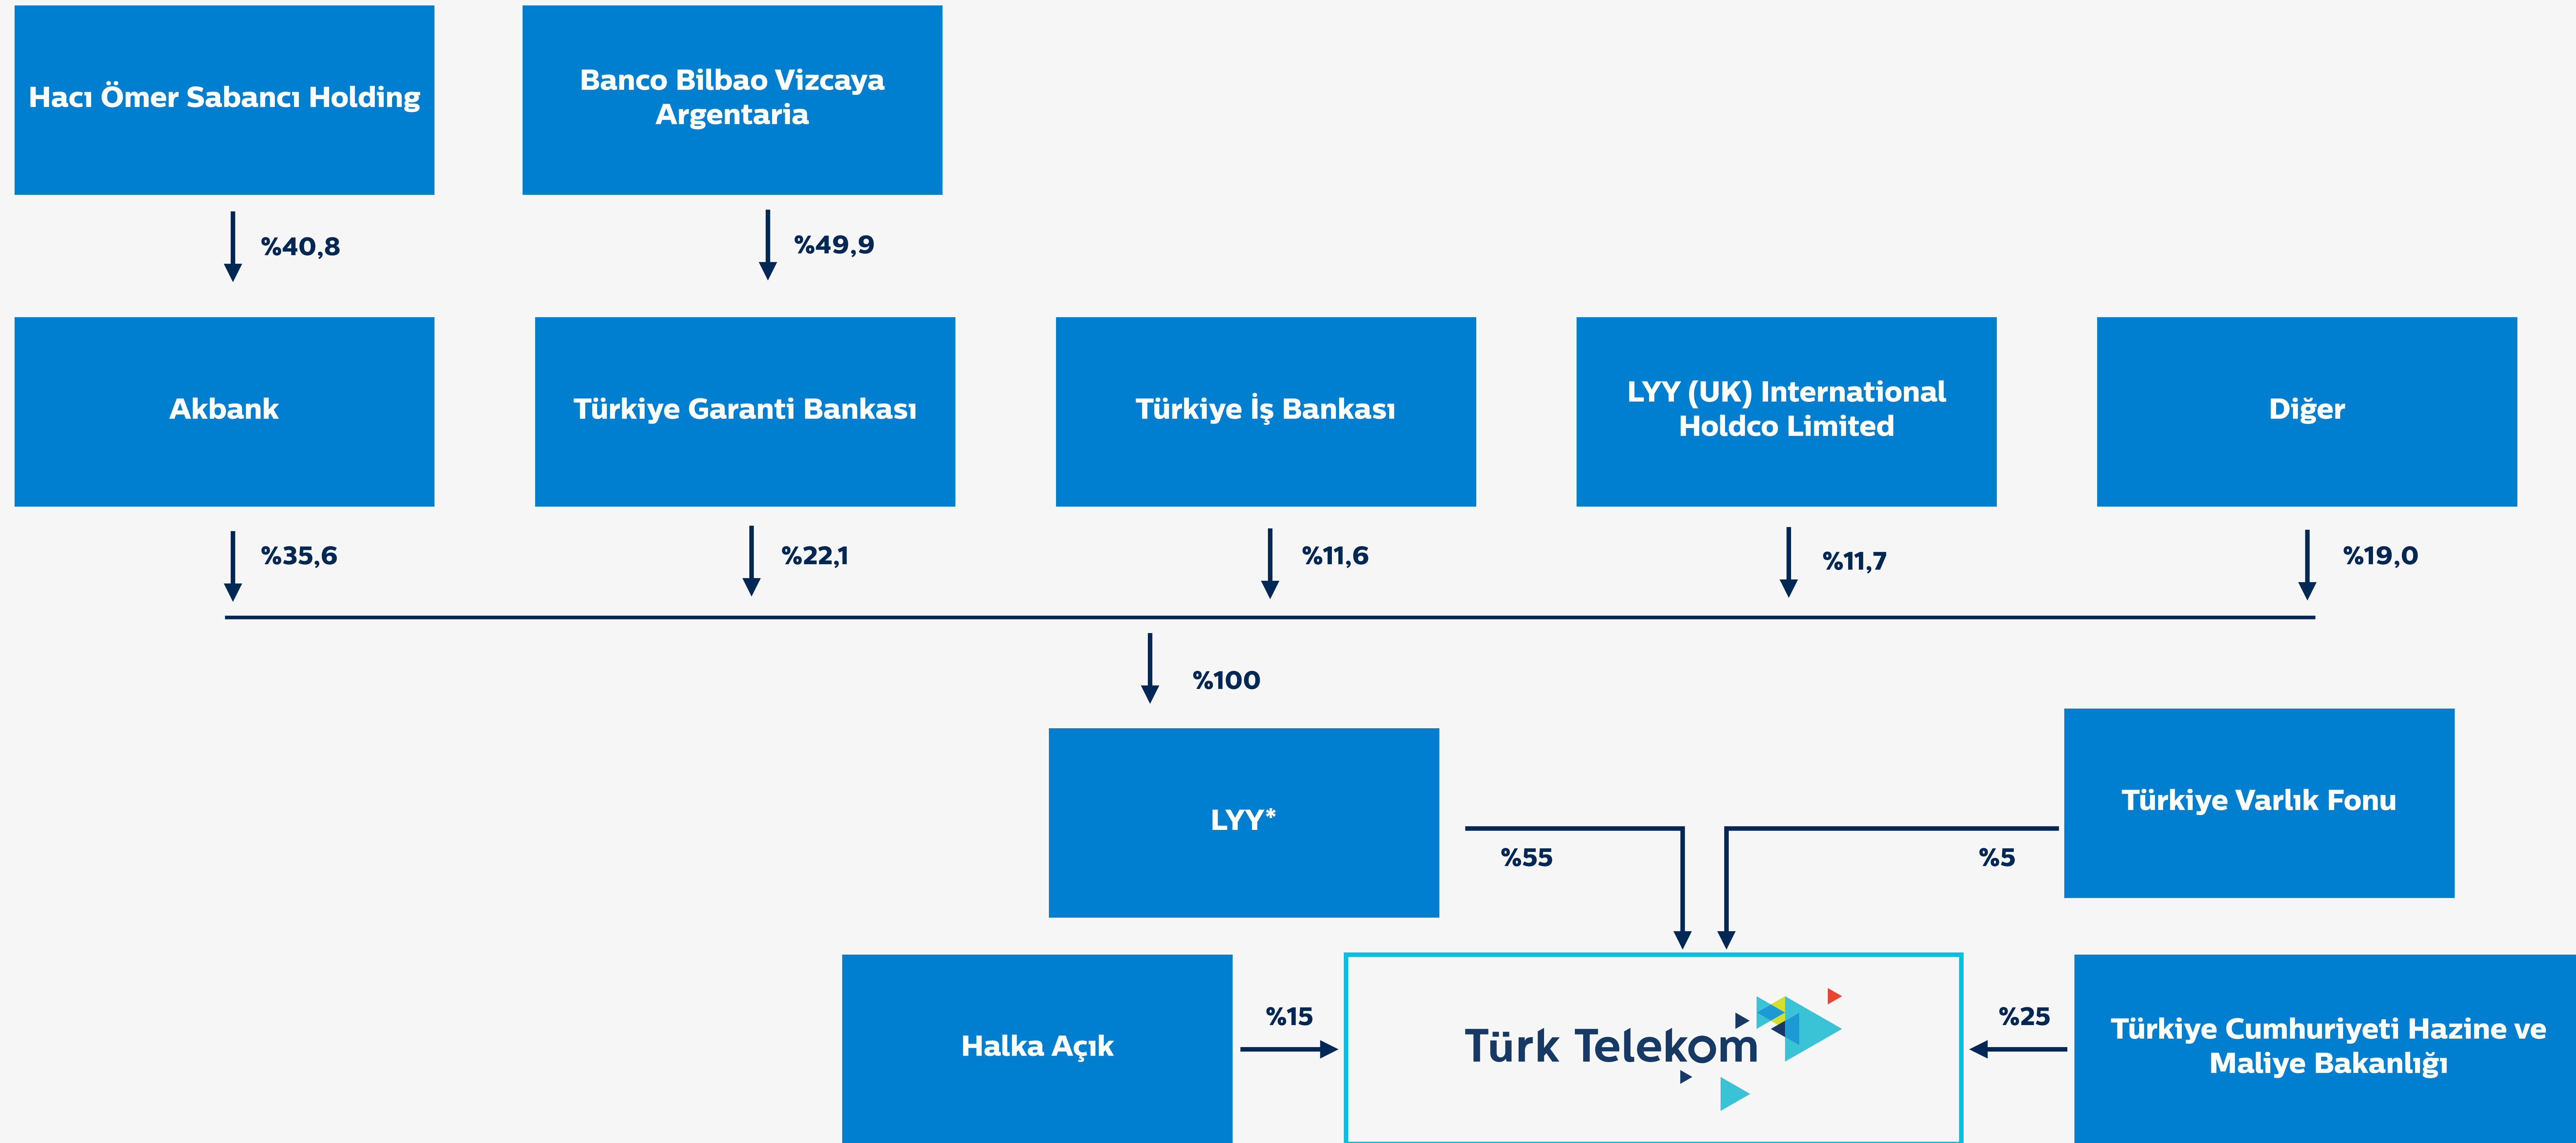 Hacı Ömer Sabancı Holding
Banco Bilbao Vizcaya
Argentaria
%40,8
%49,9
Akbank
Türkiye Garanti Bankası
Türkiye İş Bankası
LYY (UK) International
Holdco Limited
Diğer
%35,6
%22,1
%11,6
%11,7
%19,0
%100
LYY*
Türkiye Varlık Fonu
%55
%5
Halka Açık
%15
Türk Telekom
%25
Türkiye Cumhuriyeti Hazine ve
Maliye Bakanlığı